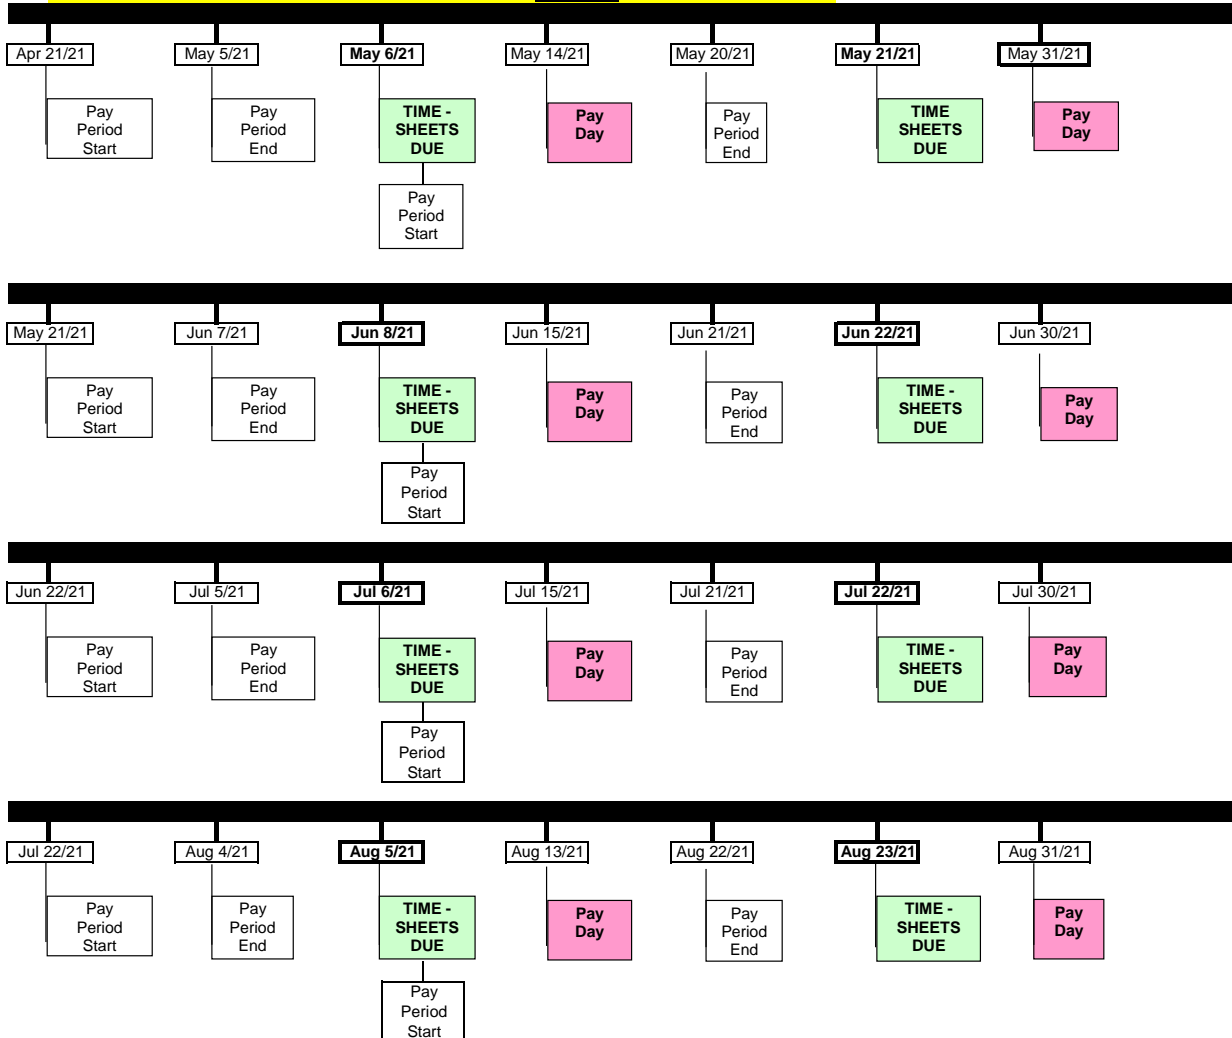 Apr 21/21
May 5/21
May 6/21
May 14/21
May 20/21
May 21/21
May 31/21
Pay
Period
Start
Pay
Period
End
TIME -
SHEETS
DUE
Pay
Day
Pay
Period
End
TIME
SHEETS
DUE
Pay
Day
Pay
Period
Start
May 21/21
Jun 7/21
Jun 8/21
Jun 15/21
Jun 21/21
Jun 22/21
Jun 30/21
Pay
Period
Start
Pay
Period
End
TIME -
SHEETS
DUE
Pay
Day
Pay
Period
End
TIME -
SHEETS
DUE
Pay
Day
Pay
Period
Start
Jun 22/21
Jul 5/21
Jul 6/21
Jul 15/21
Jul 21/21
Jul 22/21
Jul 30/21
Pay
Period
Start
Pay
Period
End
TIME -
SHEETS
DUE
Pay
Day
Pay
Period
End
TIME -
SHEETS
DUE
Pay
Day
Pay
Period
Start
Jul 22/21
Aug 4/21
Aug 5/21
Aug 13/21
Aug 22/21
Aug 23/21
Aug 31/21
Pay
Period
Start
Pay
Period
End
TIME -
SHEETS
DUE
Pay
Day
Pay
Period
End
TIME -
SHEETS
DUE
Pay
Day
Pay
Period
Start